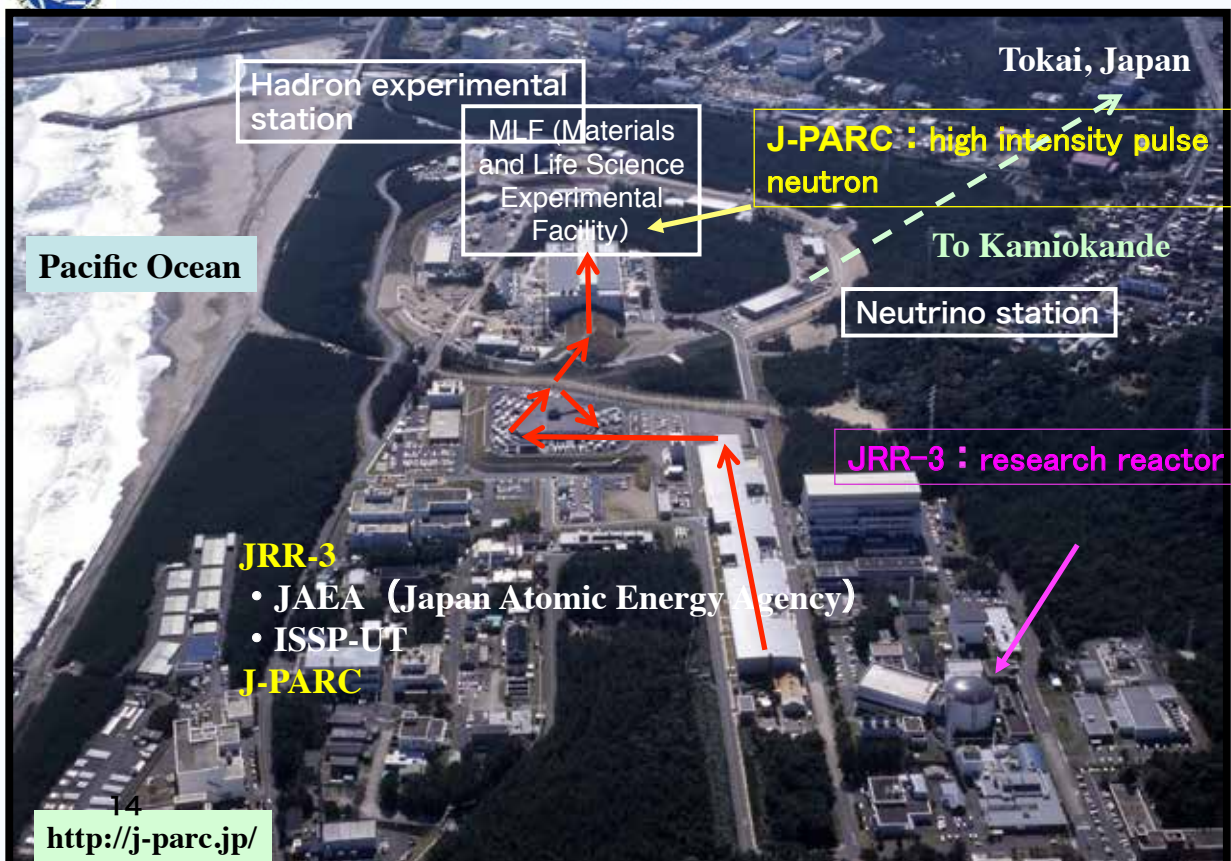 Tokai, Japan
Hadron experimental
station
MLF (Materials
and Life Science
Experimental
Facility）
J-PARC：high intensity pulse
neutron
To Kamiokande
Pacific Ocean
Neutrino station
JRR-3：research reactor
JRR-3
・JAEA（Japan Atomic Energy Agency）
・ISSP-UT
J-PARC
14
http://j-parc.jp/